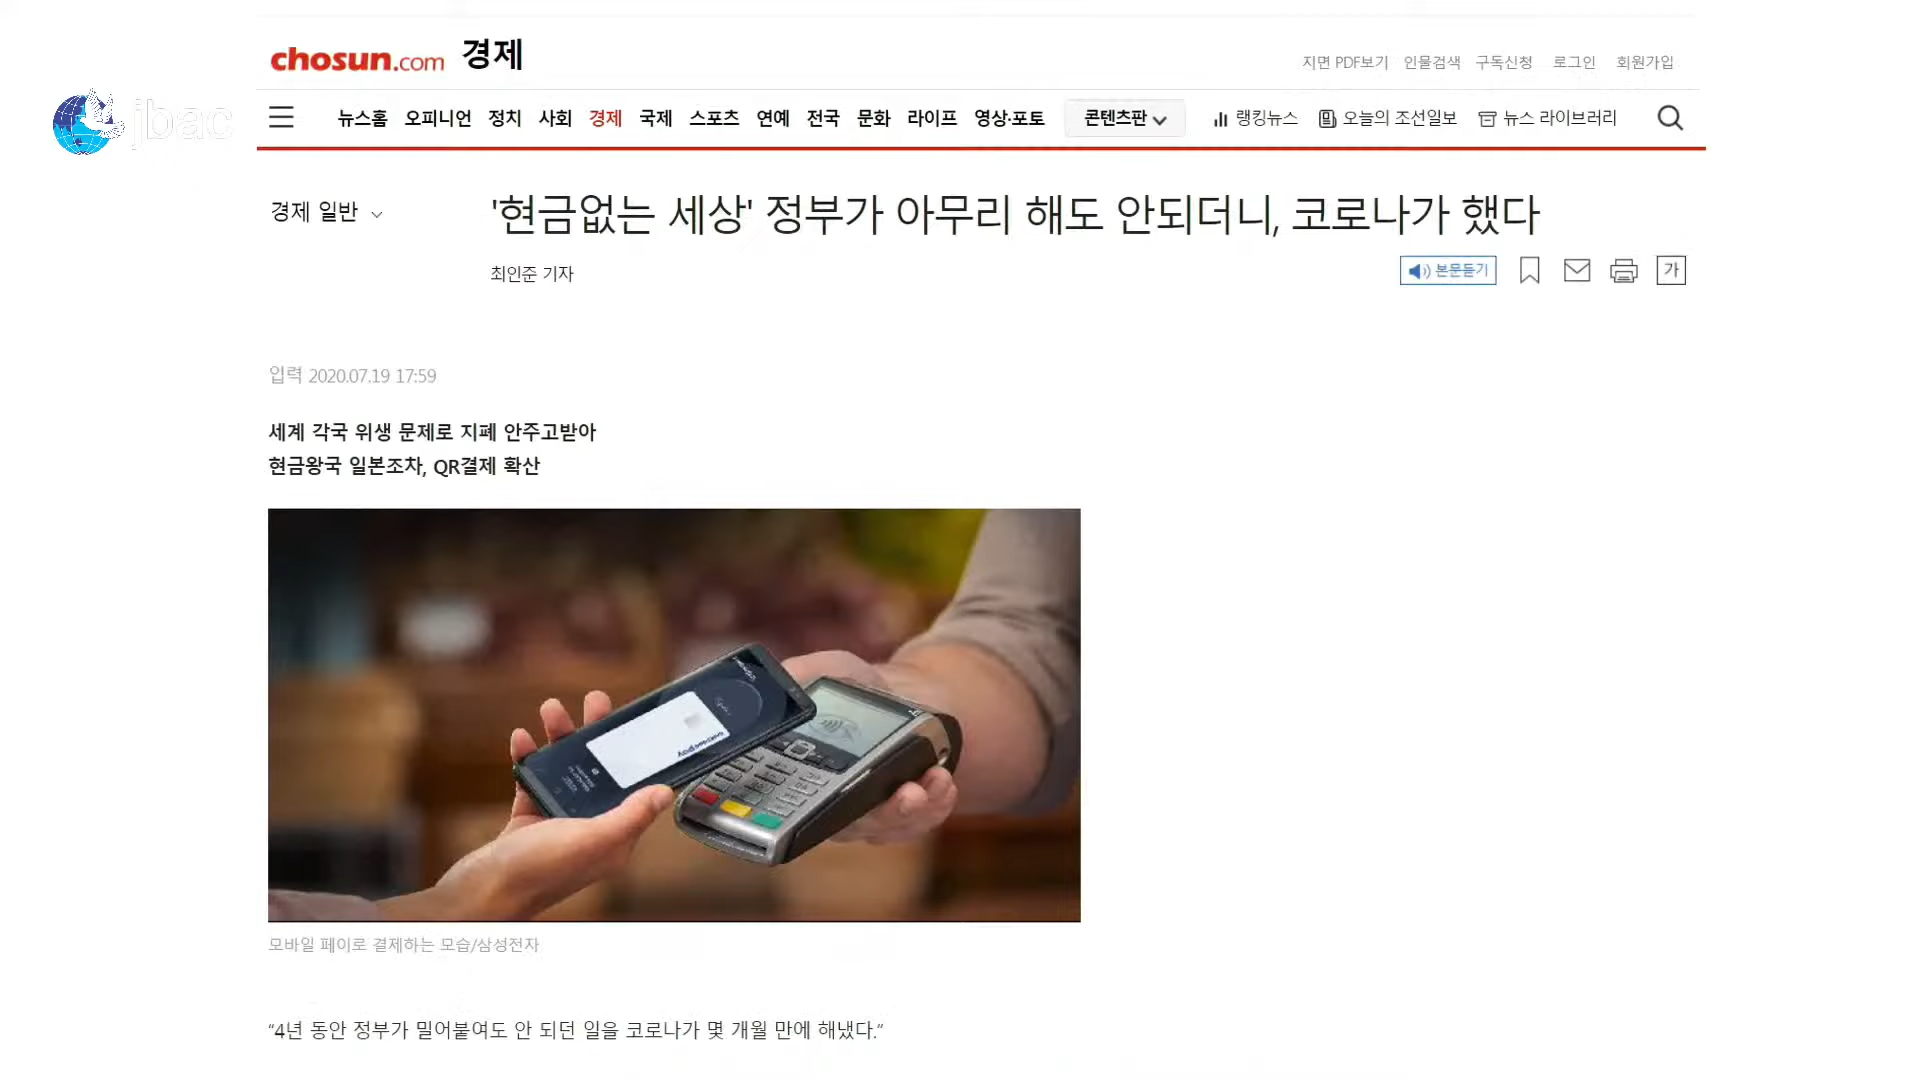 chosun.com 경제
지면 PDF보기 인물검색 구독신청 로그인 회원가입
jbac
뉴스홈 오피니언 정치 사회 경제 국제 스포츠 연예 전국 문화 라이프 영상·포토 콘텐츠판 랭킹뉴스 오늘의 조선일보 뉴스 라이브러리
경제 일반
'현금없는 세상' 정부가 아무리 해도 안되더니, 코로나가 했다
최인준 기자
본문듣기 가
입력 2020.07.19 17:59
세계 각국 위생 문제로 지폐 안주고받아
현금왕국 일본조차, QR결제 확산
모바일 페이로 결제하는 모습/삼성전자
“4년 동안 정부가 밀어붙여도 안 되던 일을 코로나가 몇 개월 만에 해냈다.”